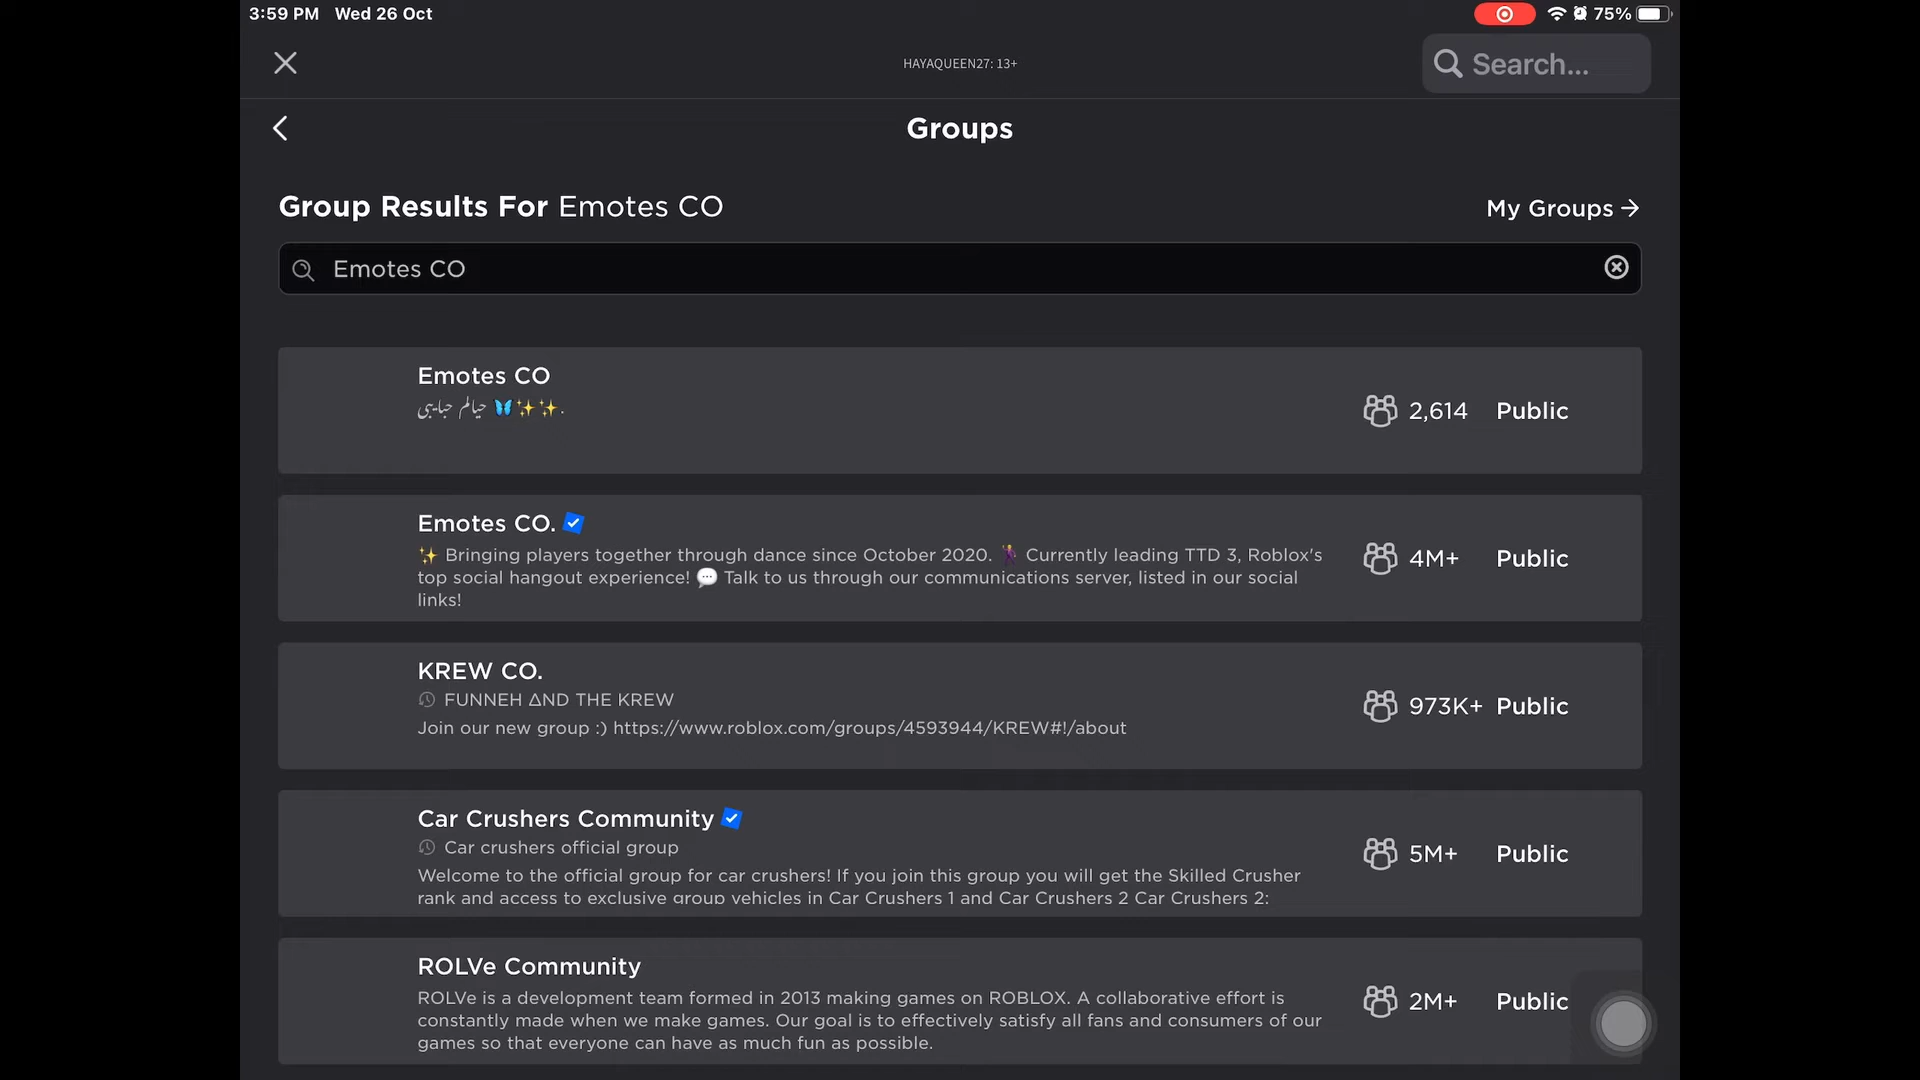 3:59 PM Wed 26 Oct
75%
HAYAQUEEN27: 13+
Search...
Groups
Group Results For Emotes CO
My Groups →
Emotes CO
Emotes CO
حيالم حبايبي 🦋✨✨.
2,614 Public
Emotes CO.
✨ Bringing players together through dance since October 2020. 🕺 Currently leading TTD 3, Roblox's
top social hangout experience! 💬 Talk to us through our communications server, listed in our social
links!
4M+ Public
KREW CO.
FUNNEH ΔND THE KREW
Join our new group :) https://www.roblox.com/groups/4593944/KREW#!/about
973K+ Public
Car Crushers Community
Car crushers official group
Welcome to the official group for car crushers! If you join this group you will get the Skilled Crusher
rank and access to exclusive group vehicles in Car Crushers 1 and Car Crushers 2 Car Crushers 2:
5M+ Public
ROLVe Community
ROLVe is a development team formed in 2013 making games on ROBLOX. A collaborative effort is
constantly made when we make games. Our goal is to effectively satisfy all fans and consumers of our
games so that everyone can have as much fun as possible.
2M+ Public